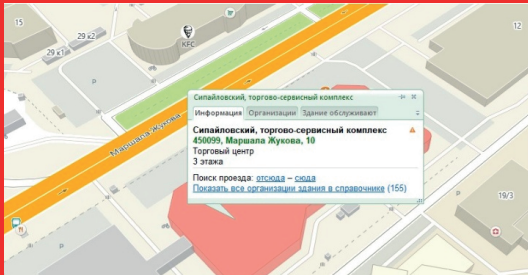 15
29 к2
29 к1
KFC
12
Маршала Жукова
Сипайловский, торгово-сервисный комплекс
Информация Организации Здание обслуживают
Сипайловский, торгово-сервисный комплекс
450099, Маршала Жукова, 10
Торговый центр
3 этажа
Поиск проезда: отсюда – сюда
Показать все организации здания в справочнике (155)
19/3
P
P
P